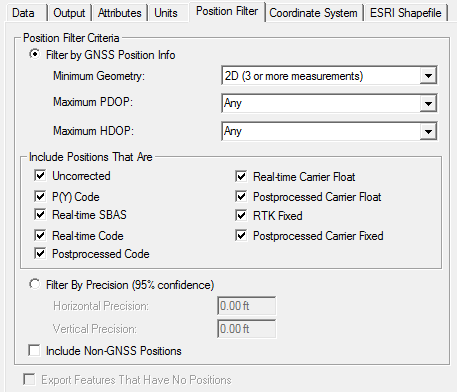 Data Output Attributes Units Position Filter Coordinate System ESRI Shapefile
Position Filter Criteria
Filter by GNSS Position Info
Minimum Geometry: 2D (3 or more measurements)
Maximum PDOP: Any
Maximum HDOP: Any
Include Positions That Are
Uncorrected Real-time Carrier Float
P(Y) Code Postprocessed Carrier Float
Real-time SBAS RTK Fixed
Real-time Code Postprocessed Carrier Fixed
Postprocessed Code
Filter By Precision (95% confidence)
Horizontal Precision: 0.00 ft
Vertical Precision: 0.00 ft
Include Non-GNSS Positions
Export Features That Have No Positions